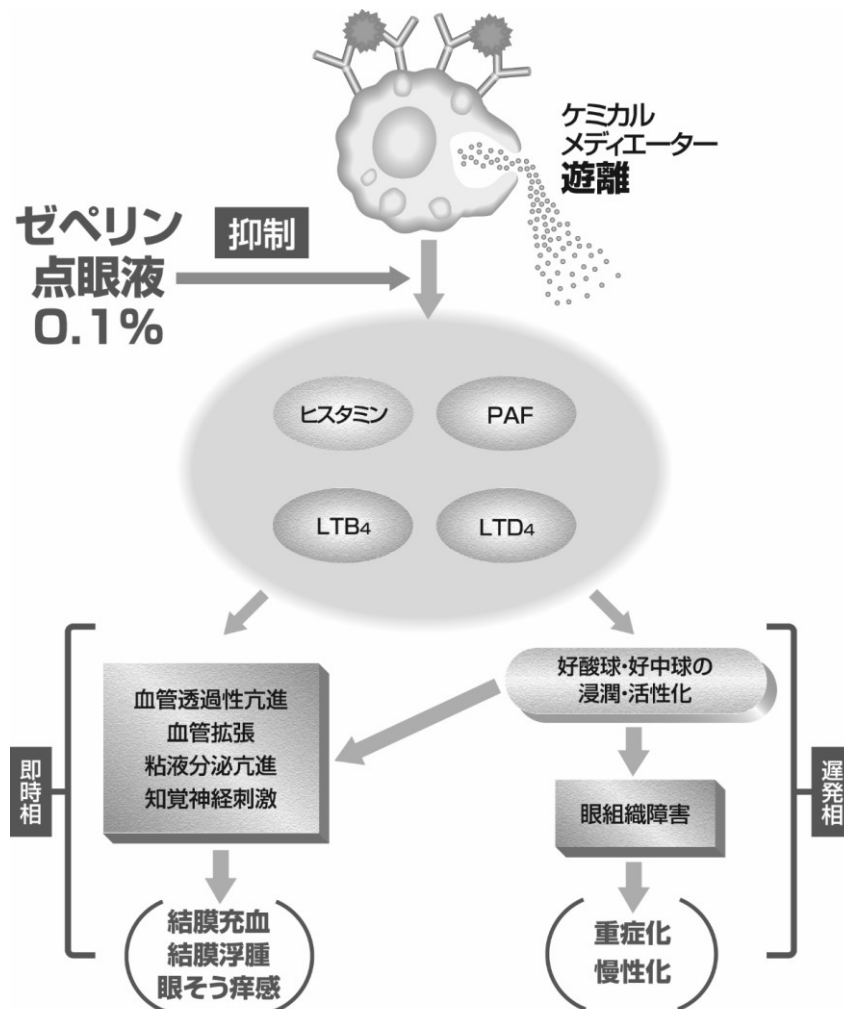 ケミカル
メディエーター
遊離
ゼペリン
点眼液
0.1%
抑制
ヒスタミン
PAF
LTB4
LTD4
即時相
血管透過性亢進
血管拡張
粘液分泌亢進
知覚神経刺激
結膜充血
結膜浮腫
眼そう痒感
好酸球・好中球の
浸潤・活性化
眼組織障害
重症化
慢性化
遅発相